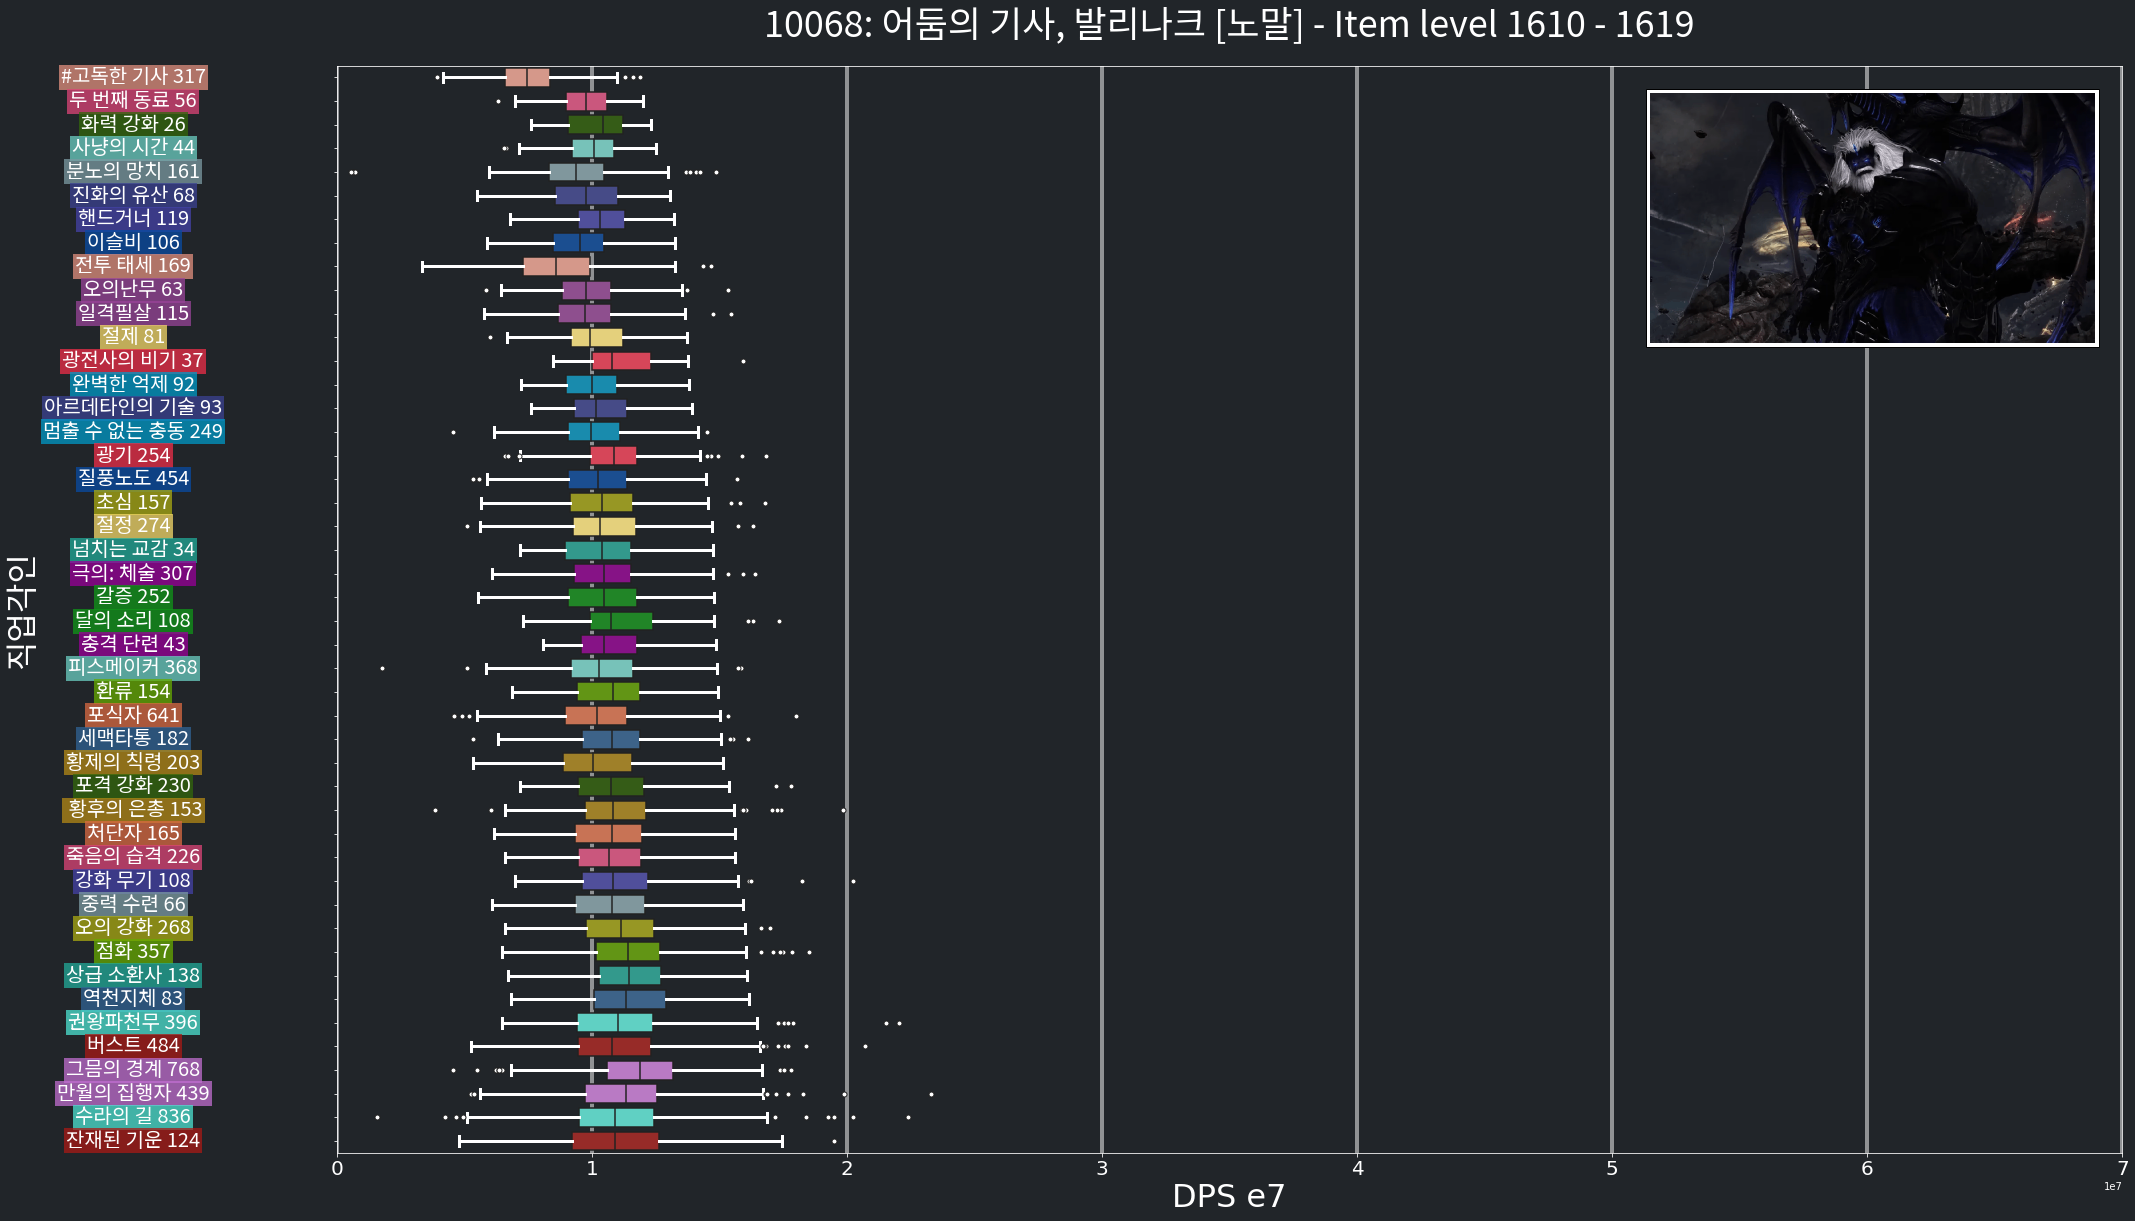 10068: 어둠의 기사, 발리나크 [노말] - Item level 1610 - 1619
#고독한 기사 317
두 번째 동료 56
화력 강화 26
사냥의 시간 44
분노의 망치 161
진화의 유산 68
핸드거너 119
이슬비 106
전투 태세 169
오의난무 63
일격필살 115
절제 81
광전사의 비기 37
완벽한 억제 92
아르데타인의 기술 93
멈출 수 없는 충동 249
광기 254
질풍노도 454
초심 157
절정 274
넘치는 교감 34
극의: 체술 307
갈증 252
달의 소리 108
충격 단련 43
피스메이커 368
환류 154
포식자 641
세맥타통 182
황제의 칙령 203
포격 강화 230
황후의 은총 153
처단자 165
죽음의 습격 226
강화 무기 108
중력 수련 66
오의 강화 268
점화 357
상급 소환사 138
역천지체 83
권왕파천무 396
버스트 484
그믐의 경계 768
만월의 집행자 439
수라의 길 836
잔재된 기운 124
직업각인
0 1 2 3 4 5 6 7
1e7
DPS e7